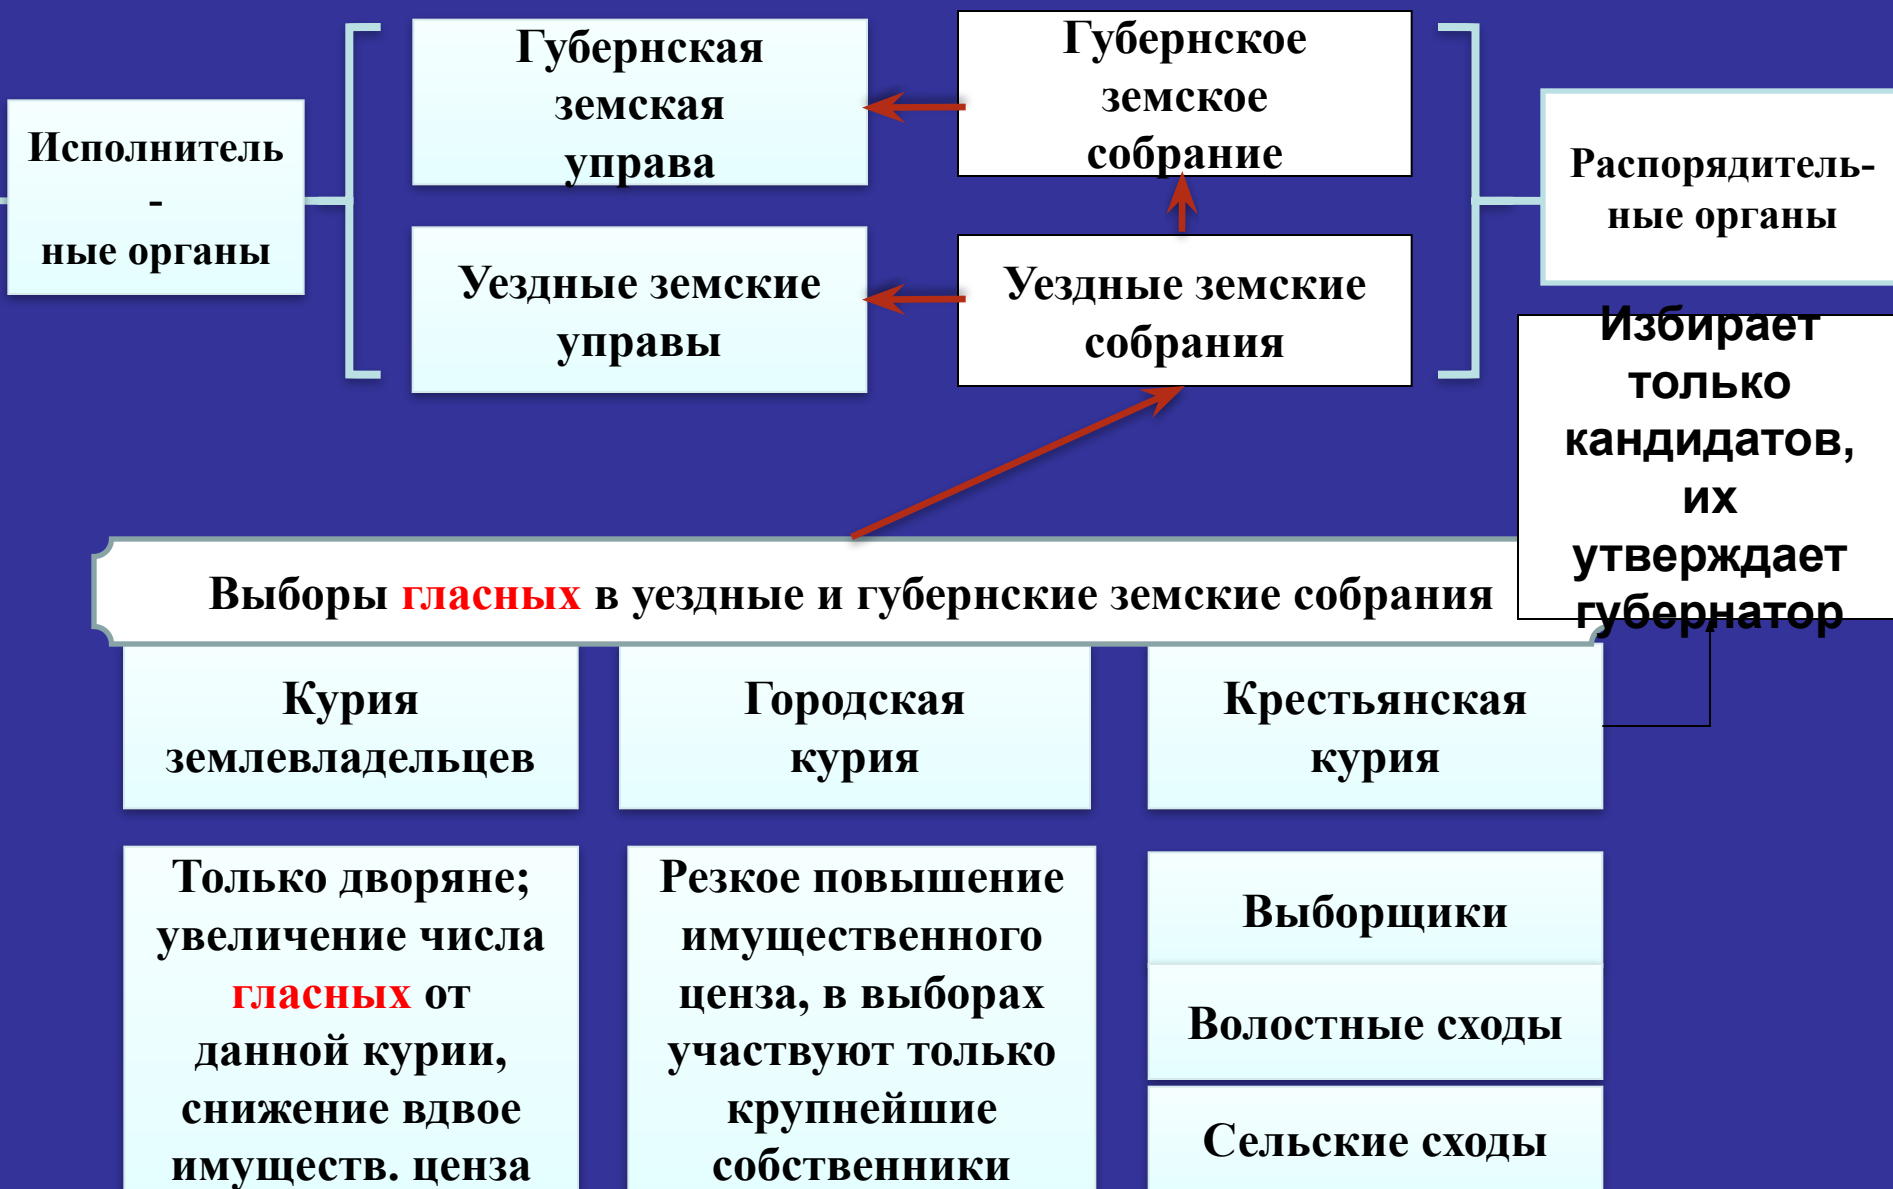 Губернская
земская
управа
Губернское
земское
собрание
Исполнитель
-
ные органы
Распорядитель-
ные органы
Уездные земские
управы
Уездные земские
собрания
Избирает
только
кандидатов,
их
утверждает
губернатор
Выборы гласных в уездные и губернские земские собрания
Курия
землевладельцев
Городская
курия
Крестьянская
курия
Только дворяне;
увеличение числа
гласных от
данной курии,
снижение вдвое
имуществ. ценза
Резкое повышение
имущественного
ценза, в выборах
участвуют только
крупнейшие
собственники
Выборщики
Волостные сходы
Сельские сходы